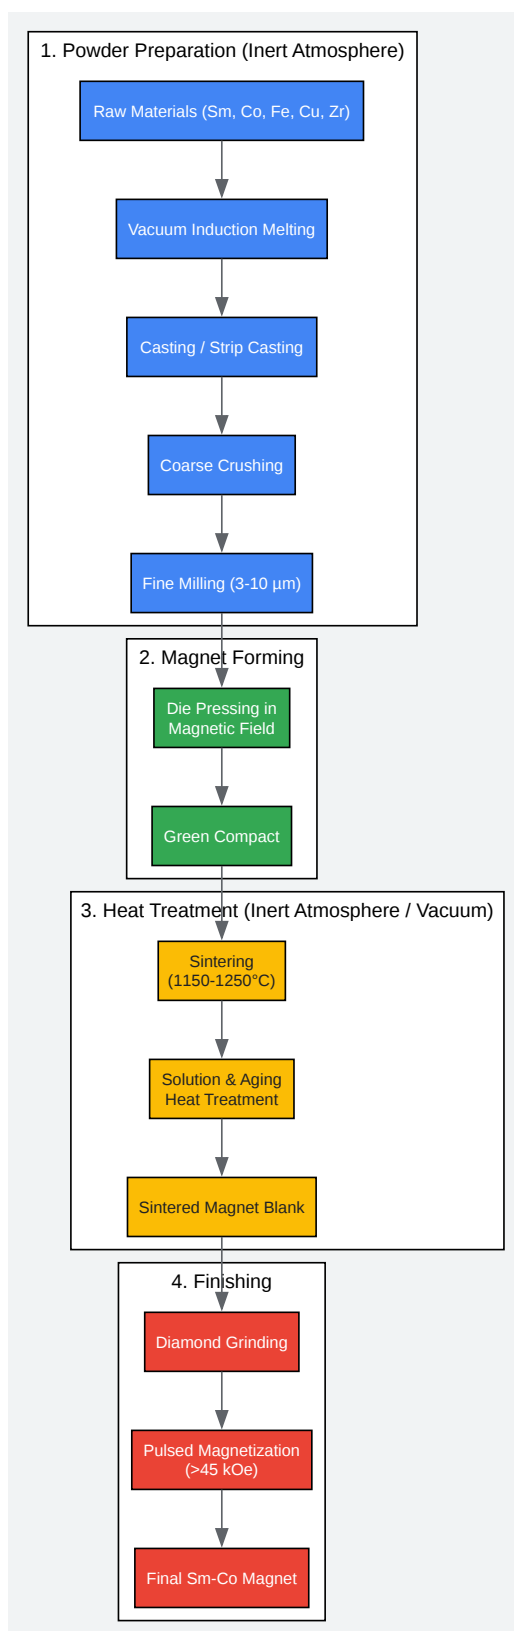 1. Powder Preparation (Inert Atmosphere)
Raw Materials (Sm, Co, Fe, Cu, Zr)
Vacuum Induction Melting
Casting / Strip Casting
Coarse Crushing
Fine Milling (3-10 µm)
2. Magnet Forming
Die Pressing in
Magnetic Field
Green Compact
3. Heat Treatment (Inert Atmosphere / Vacuum)
Sintering
(1150-1250°C)
Solution & Aging
Heat Treatment
Sintered Magnet Blank
4. Finishing
Diamond Grinding
Pulsed Magnetization
(>45 kOe)
Final Sm-Co Magnet